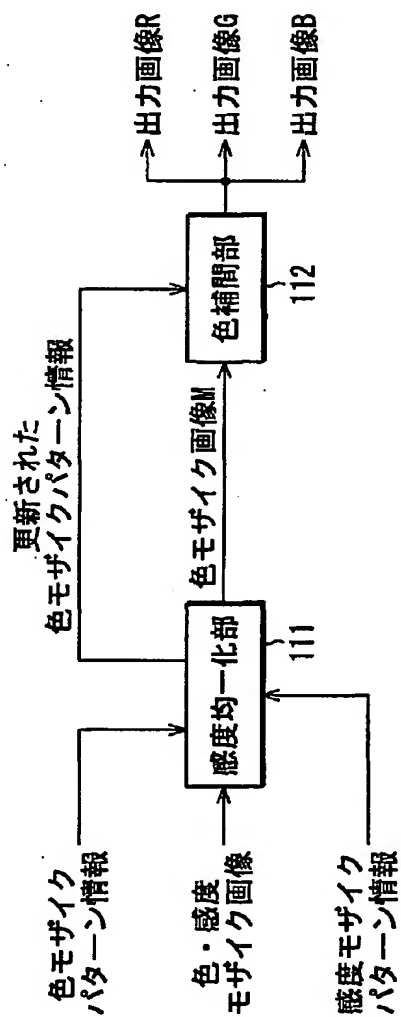 色モザイク
パターン情報
色・感度
モザイク画像
感度モザイク
パターン情報
感度均一化部
111
更新された
色モザイクパターン情報
色モザイク画像M
色補間部
112
出力画像R
出力画像G
出力画像B